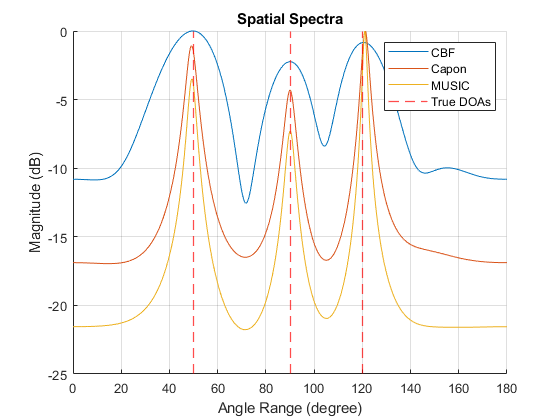 Spatial Spectra
CBF
Capon
MUSIC
True DOAs
Magnitude (dB)
0
-5
-10
-15
-20
-25
0 20 40 60 80 100 120 140 160 180
Angle Range (degree)